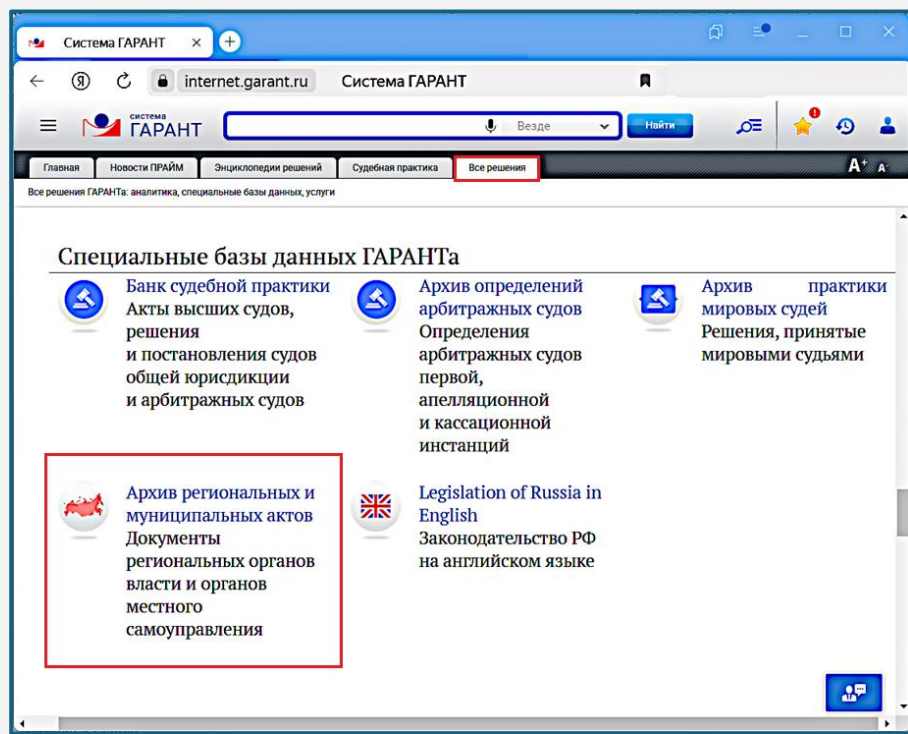 Система ГАРАНТ
internet.garant.ru Система ГАРАНТ
система
ГАРАНТ
Везде
Найти
Главная
Новости ПРАЙМ
Энциклопедии решений
Судебная практика
Все решения
A+ A-
Все решения ГАРАНТа: аналитика, специальные базы данных, услуги
Специальные базы данных ГАРАНТа
Банк судебной практики
Акты высших судов,
решения
и постановления судов
общей юрисдикции
и арбитражных судов
Архив определений
арбитражных судов
Определения
арбитражных судов
первой,
апелляционной
и кассационной
инстанций
Архив практики
мировых судей
Решения, принятые
мировыми судьями
Архив региональных и
муниципальных актов
Документы
региональных органов
власти и органов
местного
самоуправления
Legislation of Russia in
English
Законодательство РФ
на английском языке